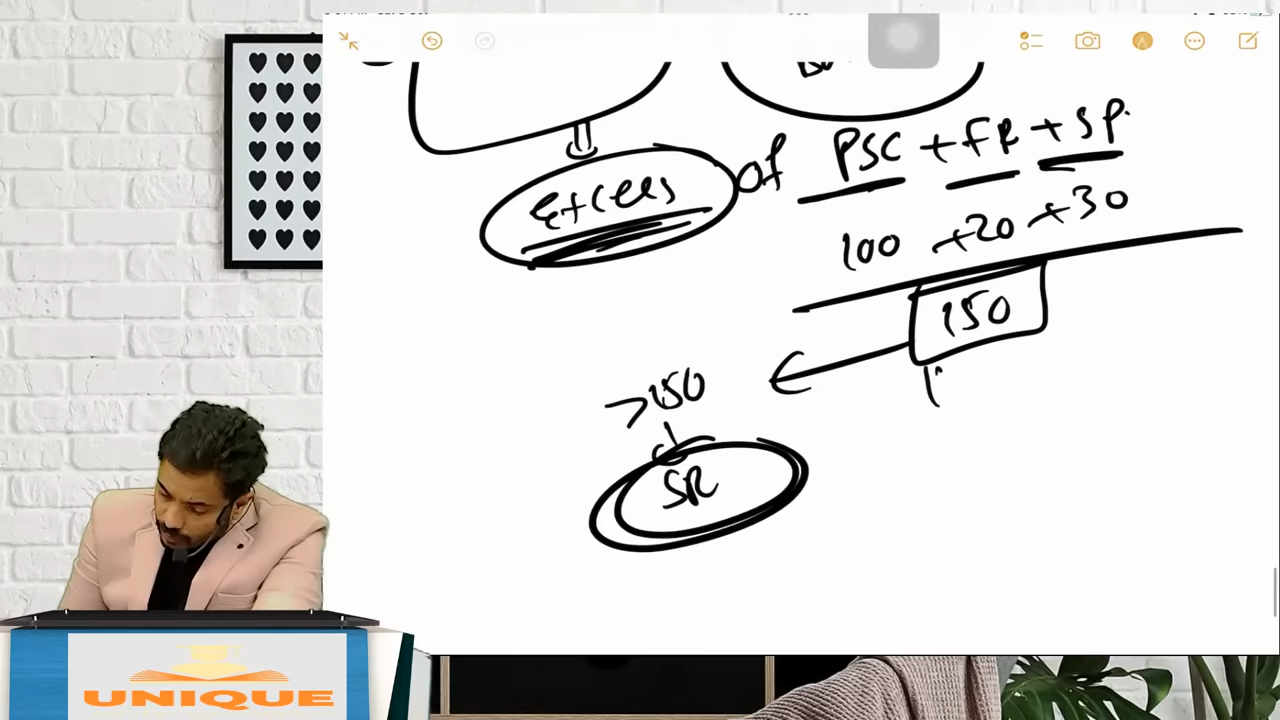 Excess of PSC + FR + SP.
100 +20 +30
150
>150
SR
UNIQUE